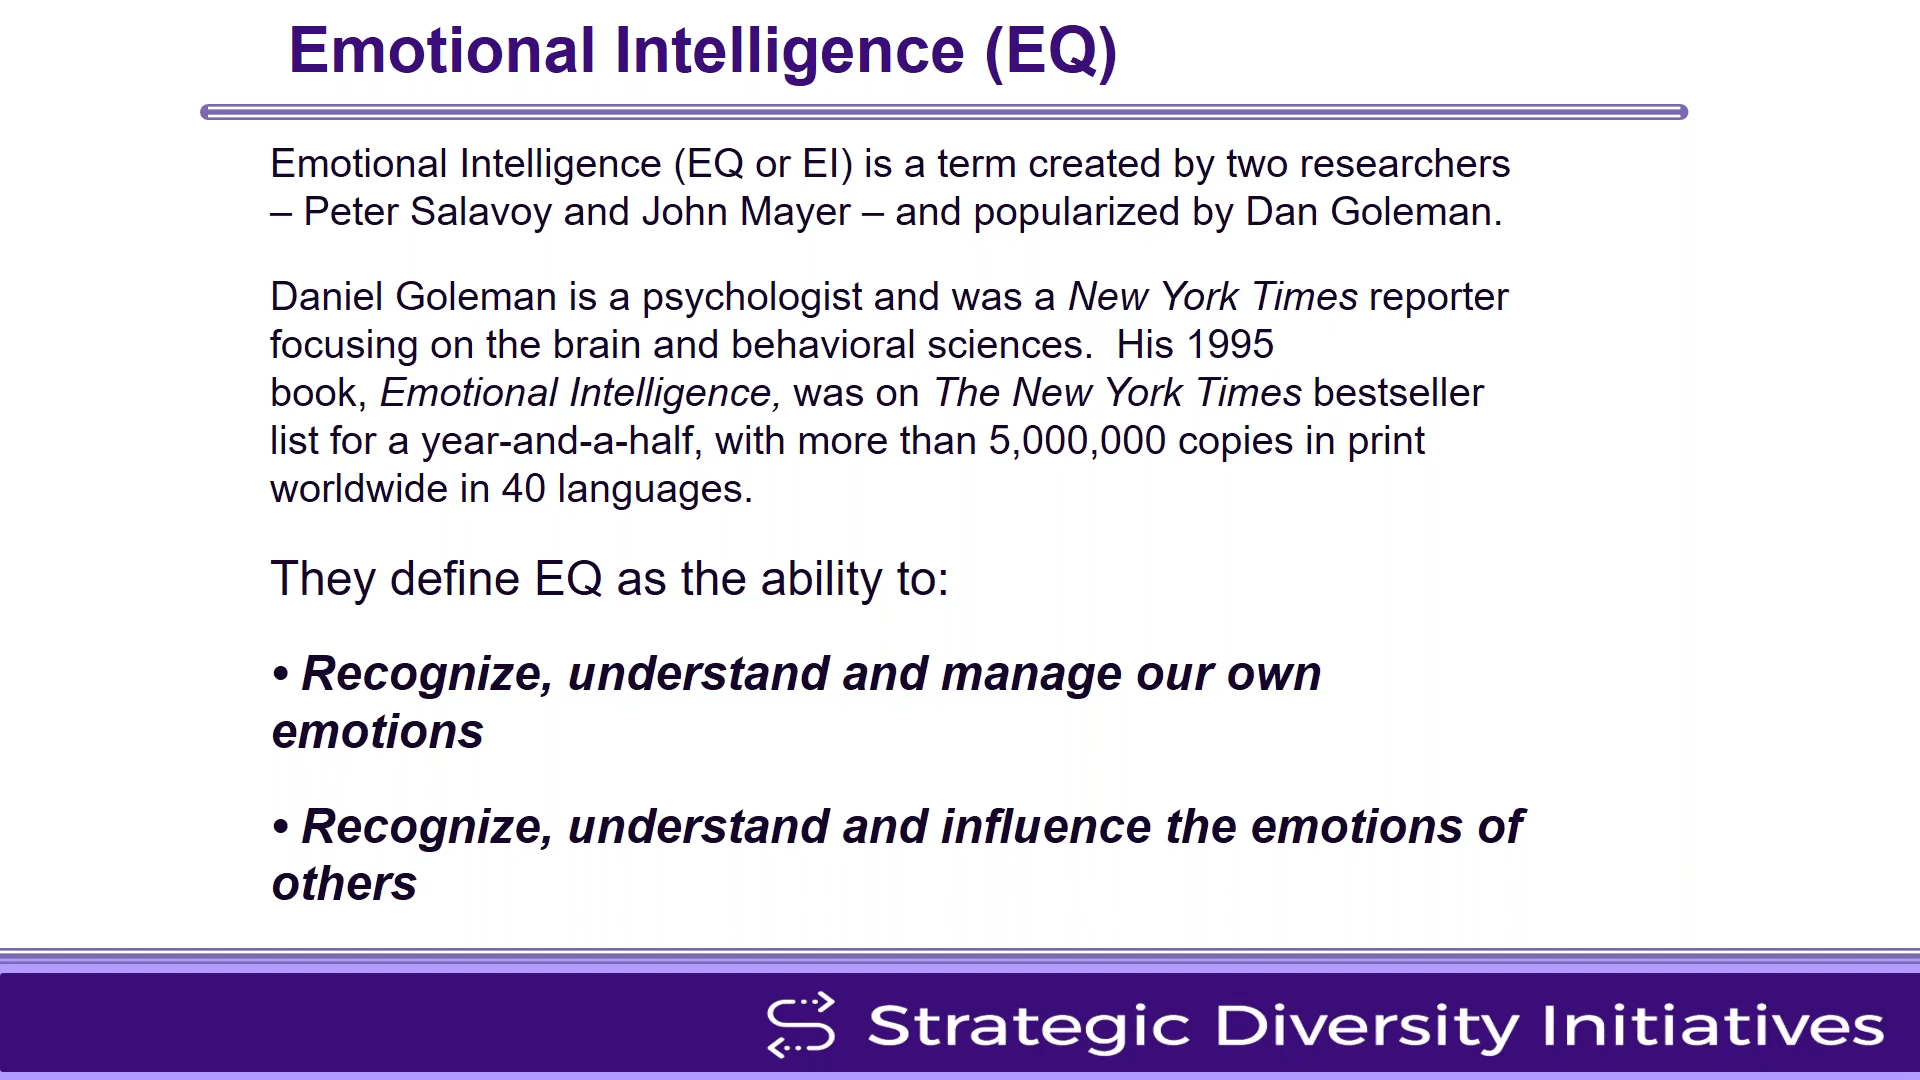 Emotional Intelligence (EQ)
Emotional Intelligence (EQ or EI) is a term created by two researchers
– Peter Salavoy and John Mayer – and popularized by Dan Goleman.
Daniel Goleman is a psychologist and was a New York Times reporter
focusing on the brain and behavioral sciences.  His 1995
book, Emotional Intelligence, was on The New York Times bestseller
list for a year-and-a-half, with more than 5,000,000 copies in print
worldwide in 40 languages.
They define EQ as the ability to:
• Recognize, understand and manage our own
emotions
• Recognize, understand and influence the emotions of
others
Strategic Diversity Initiatives